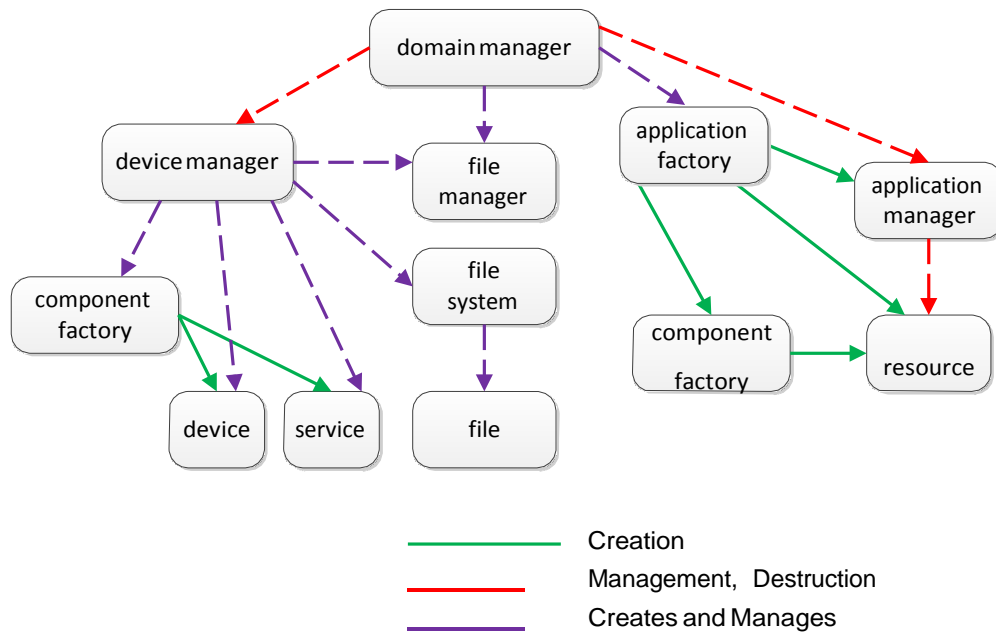 domain manager
device manager
file
manager
application
factory
application
manager
component
factory
file
system
component
factory
resource
device
service
file
Creation
Management, Destruction
Creates and Manages